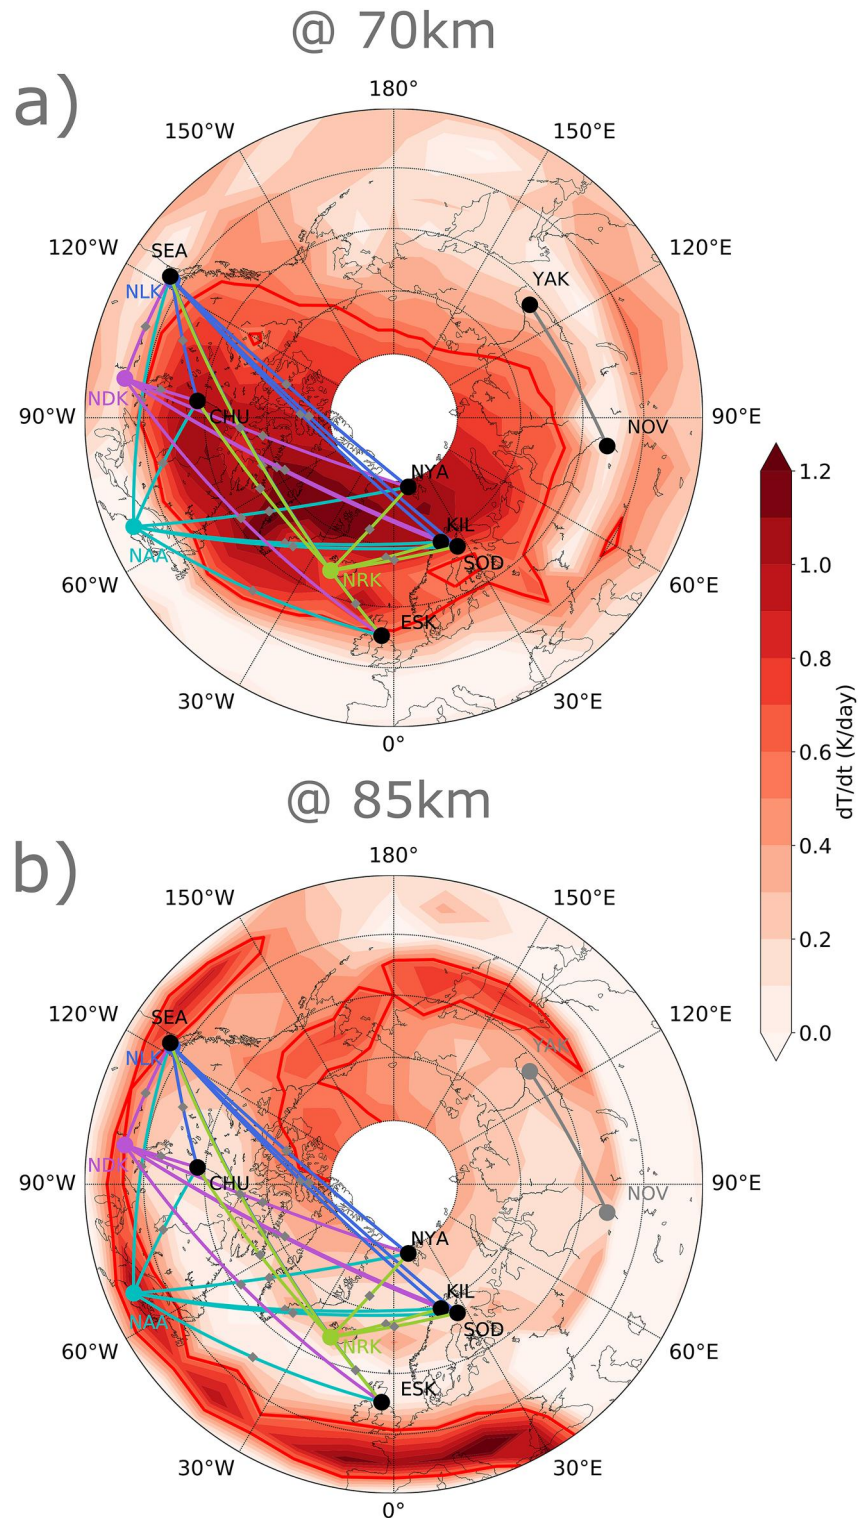 @ 70km
a)
180°
150°W
150°E
120°W
SEA
120°E
NLK
YAK
NDK
90°W
CHU
NOV
90°E
NYA
KIL
NAA
SOD
60°W
NRK
60°E
ESK
30°W
30°E
0°
1.2
1.0
0.8
0.6
0.4
0.2
0.0
dT/dt (K/day)
@ 85km
b)
180°
150°W
150°E
120°W
SEA
120°E
NLK
YAK
NDK
90°W
CHU
NOV
90°E
NYA
KIL
NAA
SOD
60°W
NRK
60°E
ESK
30°W
30°E
0°